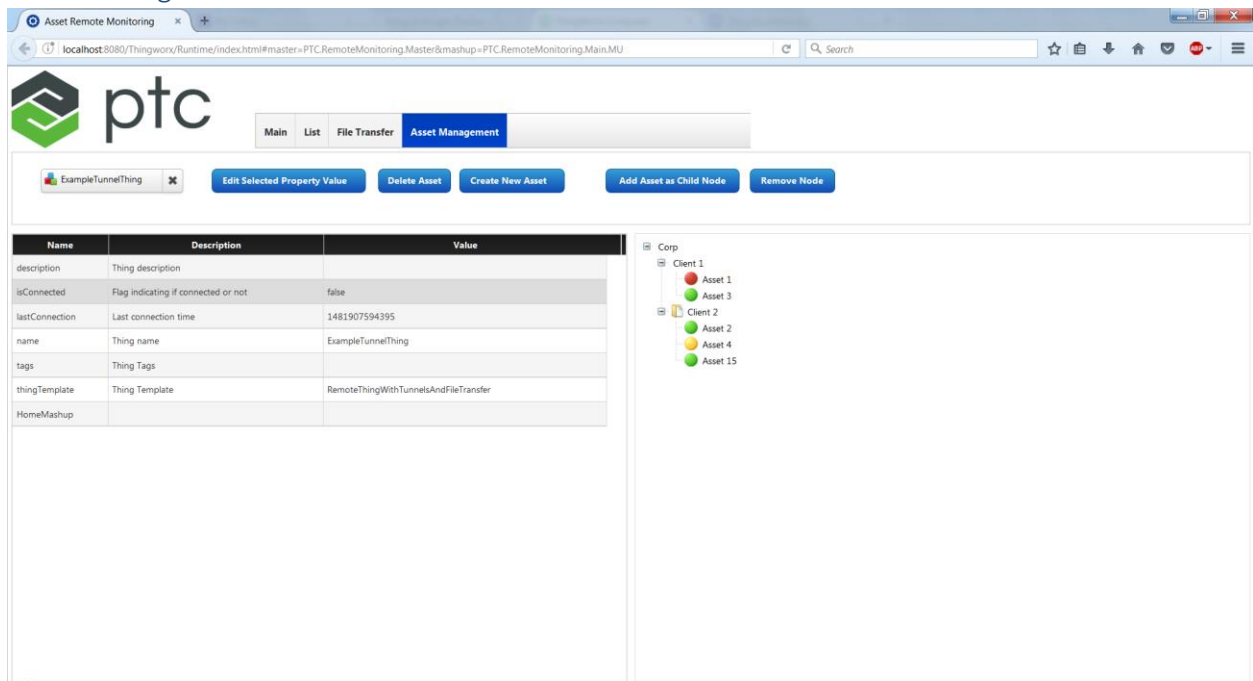 Asset Remote Monitoring
localhost:8080/Thingworx/Runtime/index.html#master=PTC.RemoteMonitoring.Master&mashup=PTC.RemoteMonitoring.Main.MU
Search
ABP
ptc
Main List File Transfer Asset Management
ExampleTunnelThing Edit Selected Property Value Delete Asset Create New Asset Add Asset as Child Node Remove Node
Name Description Value
description Thing description
isConnected Flag indicating if connected or not false
lastConnection Last connection time 1481907594395
name Thing name ExampleTunnelThing
tags Thing Tags
thingTemplate Thing Template RemoteThingWithTunnelsAndFileTransfer
HomeMashup
Corp
Client 1
Asset 1
Asset 3
Client 2
Asset 2
Asset 4
Asset 15